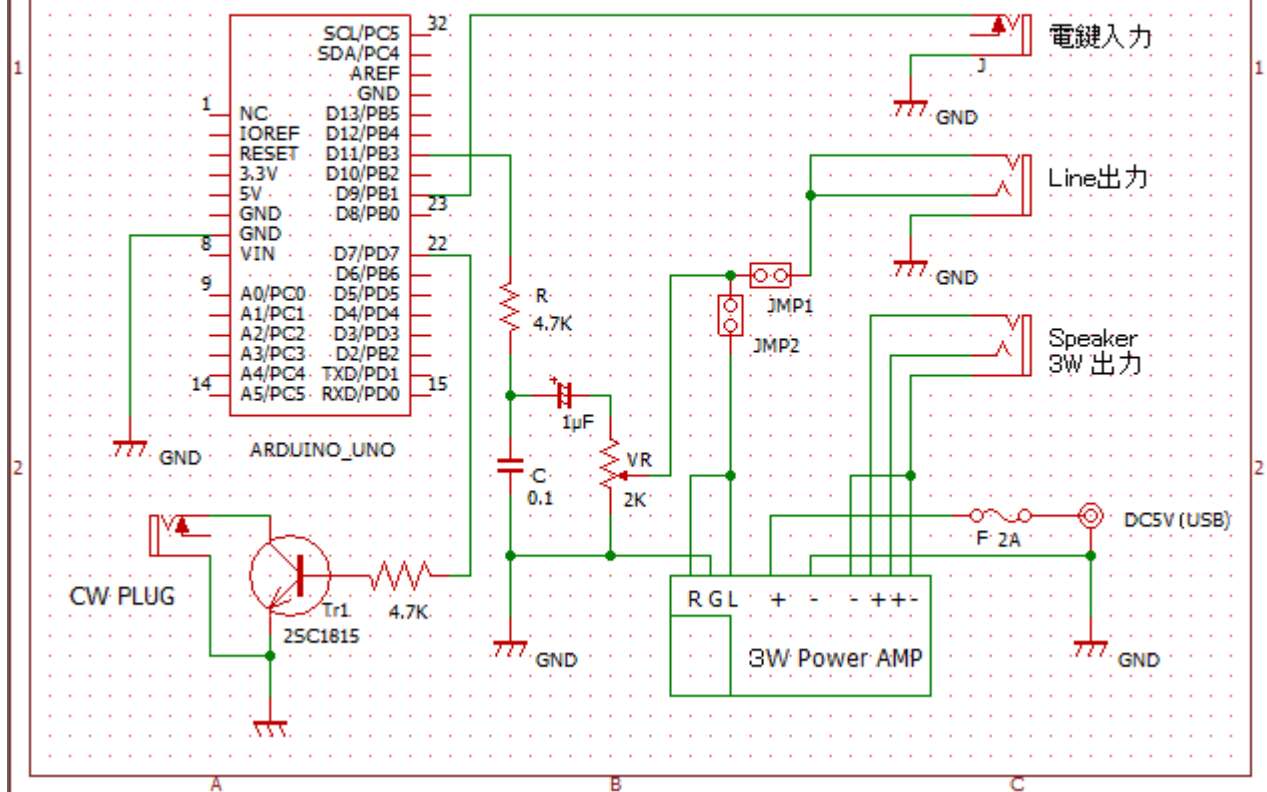 32
SCL/PC5
SDA/PC4
AREF
GND
1
NC
D13/PB5
IOREF
D12/PB4
RESET
D11/PB3
3.3V
D10/PB2
5V
D9/PB1
23
GND
D8/PB0
GND
8
VIN
D7/PD7
22
D6/PB6
9
A0/PC0
D5/PD5
A1/PC1
D4/PD4
A2/PC2
D3/PD3
A3/PC3
D2/PB2
A4/PC4
TXD/PD1
14
15
A5/PC5
RXD/PD0
ARDUINO_UNO
GND
電鍵入力
J
GND
Line出力
GND
JMP1
JMP2
Speaker
3W 出力
R
4.7K
+
1µF
VR
2K
C
0.1
GND
CW PLUG
Tr1
2SC1815
4.7K
F 2A
DC5V (USB)
R G L + - - + + -
3W Power AMP
GND
1
1
2
2
A
B
C